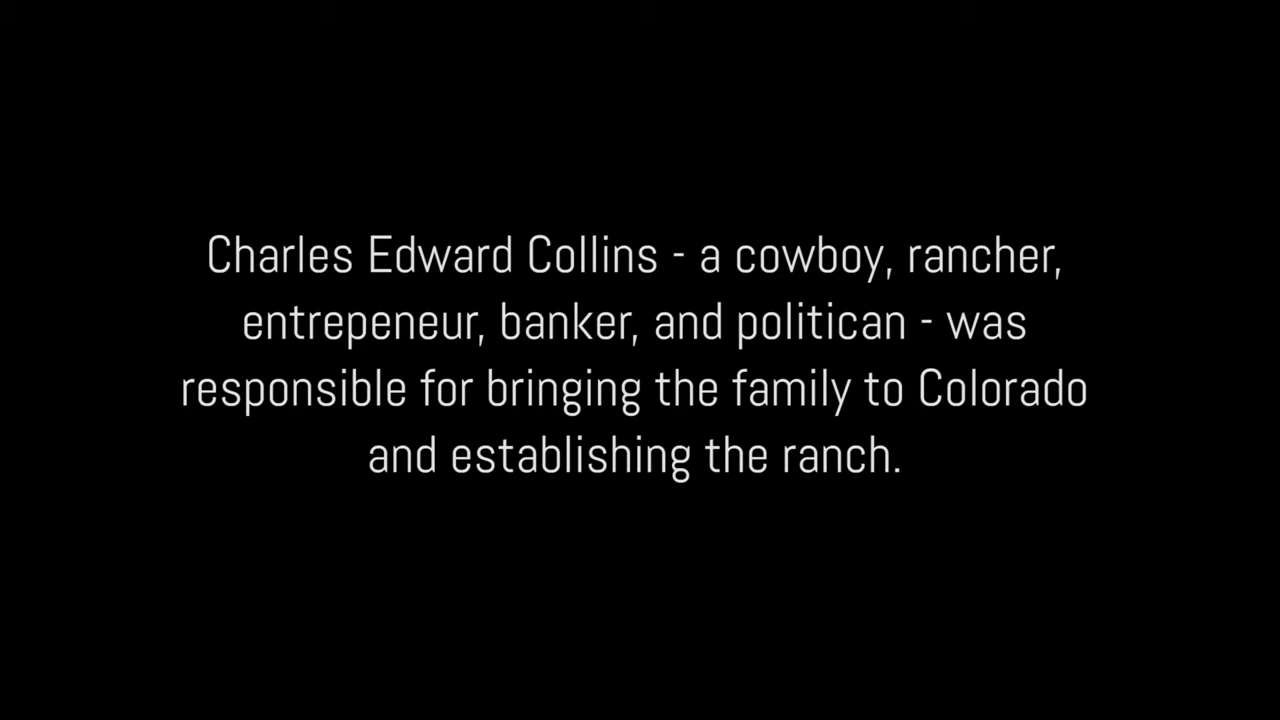 Charles Edward Collins - a cowboy, rancher,
entrepeneur, banker, and politican - was
responsible for bringing the family to Colorado
and establishing the ranch.